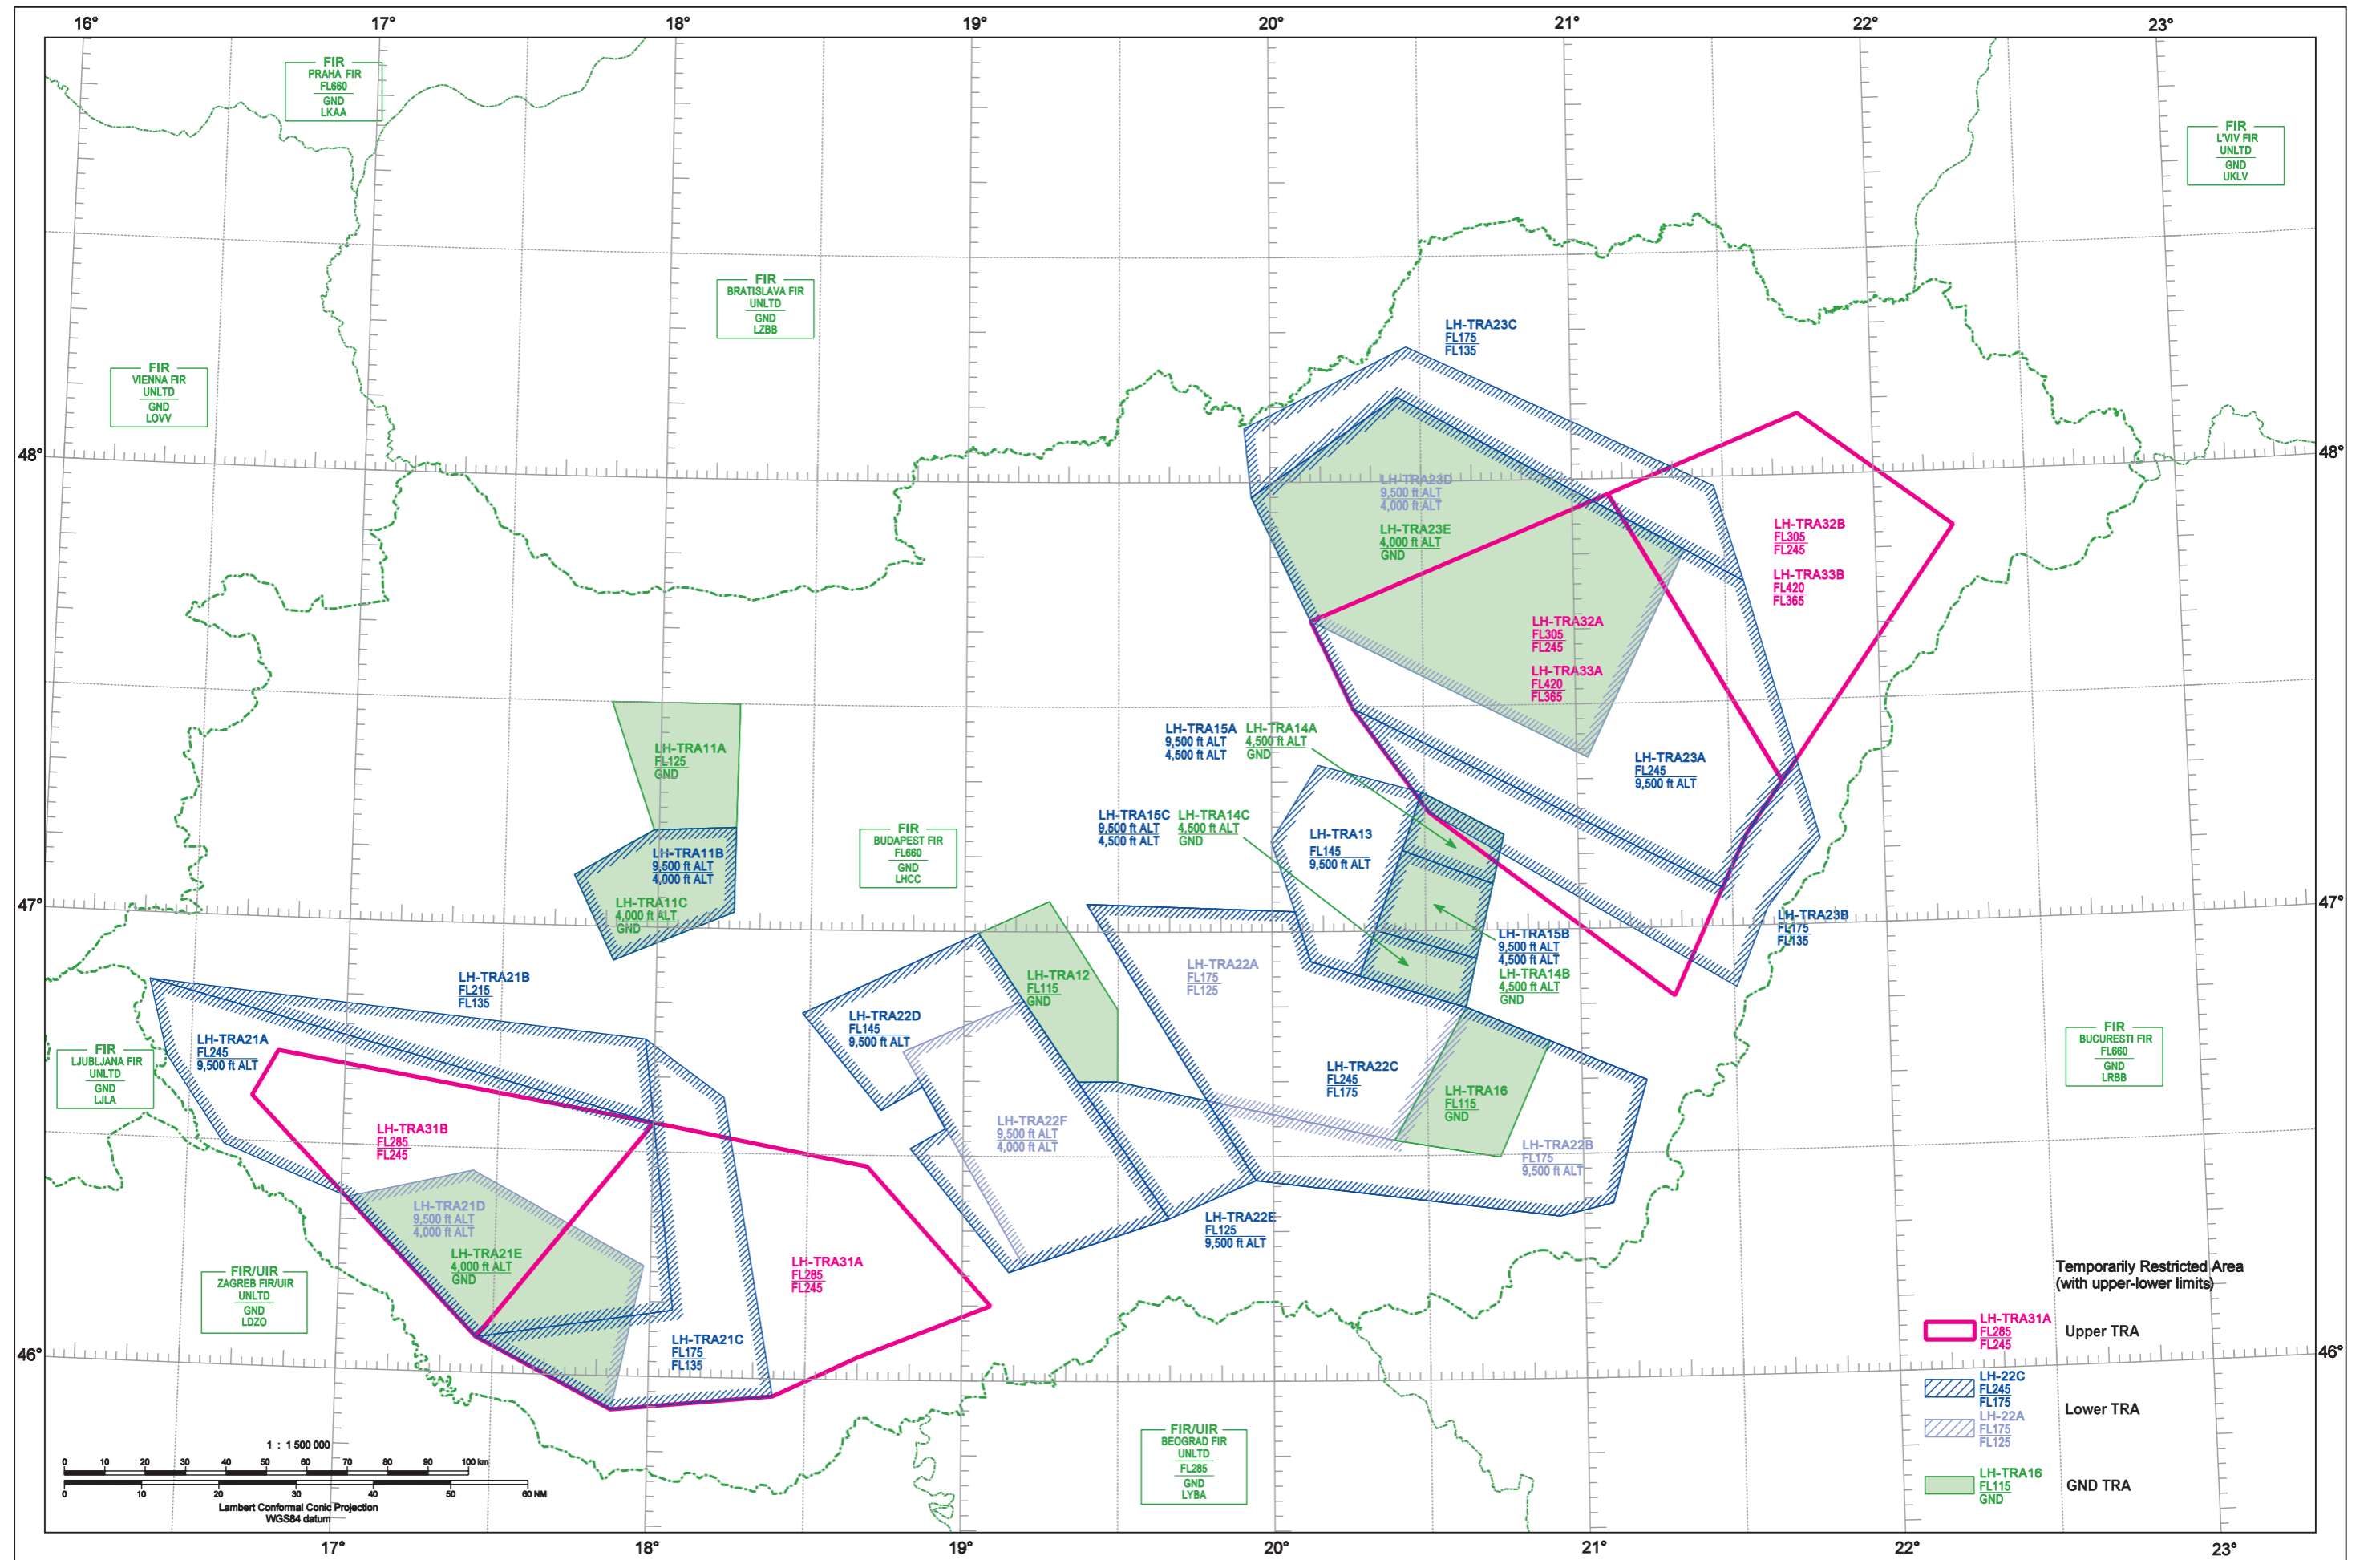 16° 17° 18° 19° 20° 21° 22° 23°
FIR
PRAHA FIR
FL660
GND
LKAA
FIR
L'VIV FIR
UNLTD
GND
UKLV
FIR
BRATISLAVA FIR
UNLTD
GND
LZBB
FIR
VIENNA FIR
UNLTD
GND
LOVV
LH-TRA23C
FL175
FL135
48° 48°
LH-TRA23D
9,500 ft ALT
4,000 ft ALT
LH-TRA23E
4,000 ft ALT
GND
LH-TRA32B
FL305
FL245
LH-TRA33B
FL420
FL365
LH-TRA32A
FL305
FL245
LH-TRA33A
FL420
FL365
LH-TRA11A
FL125
GND
LH-TRA15A
9,500 ft ALT
4,500 ft ALT
LH-TRA14A
4,500 ft ALT
GND
LH-TRA23A
FL245
9,500 ft ALT
LH-TRA15C
9,500 ft ALT
4,500 ft ALT
LH-TRA14C
4,500 ft ALT
GND
LH-TRA13
FL145
9,500 ft ALT
FIR
BUDAPEST FIR
FL660
GND
LHCC
LH-TRA11B
9,500 ft ALT
4,000 ft ALT
LH-TRA11C
4,000 ft ALT
GND
47° 47°
LH-TRA23B
FL175
FL135
LH-TRA15B
9,500 ft ALT
4,500 ft ALT
LH-TRA14B
4,500 ft ALT
GND
LH-TRA22A
FL175
FL125
LH-TRA12
FL115
GND
LH-TRA21B
FL215
FL135
LH-TRA22D
FL145
9,500 ft ALT
LH-TRA21A
FL245
9,500 ft ALT
FIR
LJUBLJANA FIR
UNLTD
GND
LJLA
FIR
BUCURESTI FIR
FL660
GND
LRBB
LH-TRA22C
FL245
FL175
LH-TRA16
FL115
GND
LH-TRA22F
9,500 ft ALT
4,000 ft ALT
LH-TRA31B
FL285
FL245
LH-TRA22B
FL175
9,500 ft ALT
LH-TRA21D
9,500 ft ALT
4,000 ft ALT
LH-TRA22E
FL125
9,500 ft ALT
LH-TRA21E
4,000 ft ALT
GND
LH-TRA31A
FL285
FL245
FIR/UIR
ZAGREB FIR/UIR
UNLTD
GND
LDZO
LH-TRA21C
FL175
FL135
46° 46°
Temporarily Restricted Area
(with upper-lower limits)
LH-TRA31A
FL285
FL245
Upper TRA
LH-22C
FL245
FL175
Lower TRA
LH-22A
FL175
FL125
LH-TRA16
FL115
GND
GND TRA
FIR/UIR
BEOGRAD FIR
UNLTD
FL285
GND
LYBA
1 : 1 500 000
0 10 20 30 40 50 60 70 80 90 100 km
0 10 20 30 40 50 60 NM
Lambert Conformal Conic Projection
WGS84 datum
17° 18° 19° 20° 21° 22° 23°